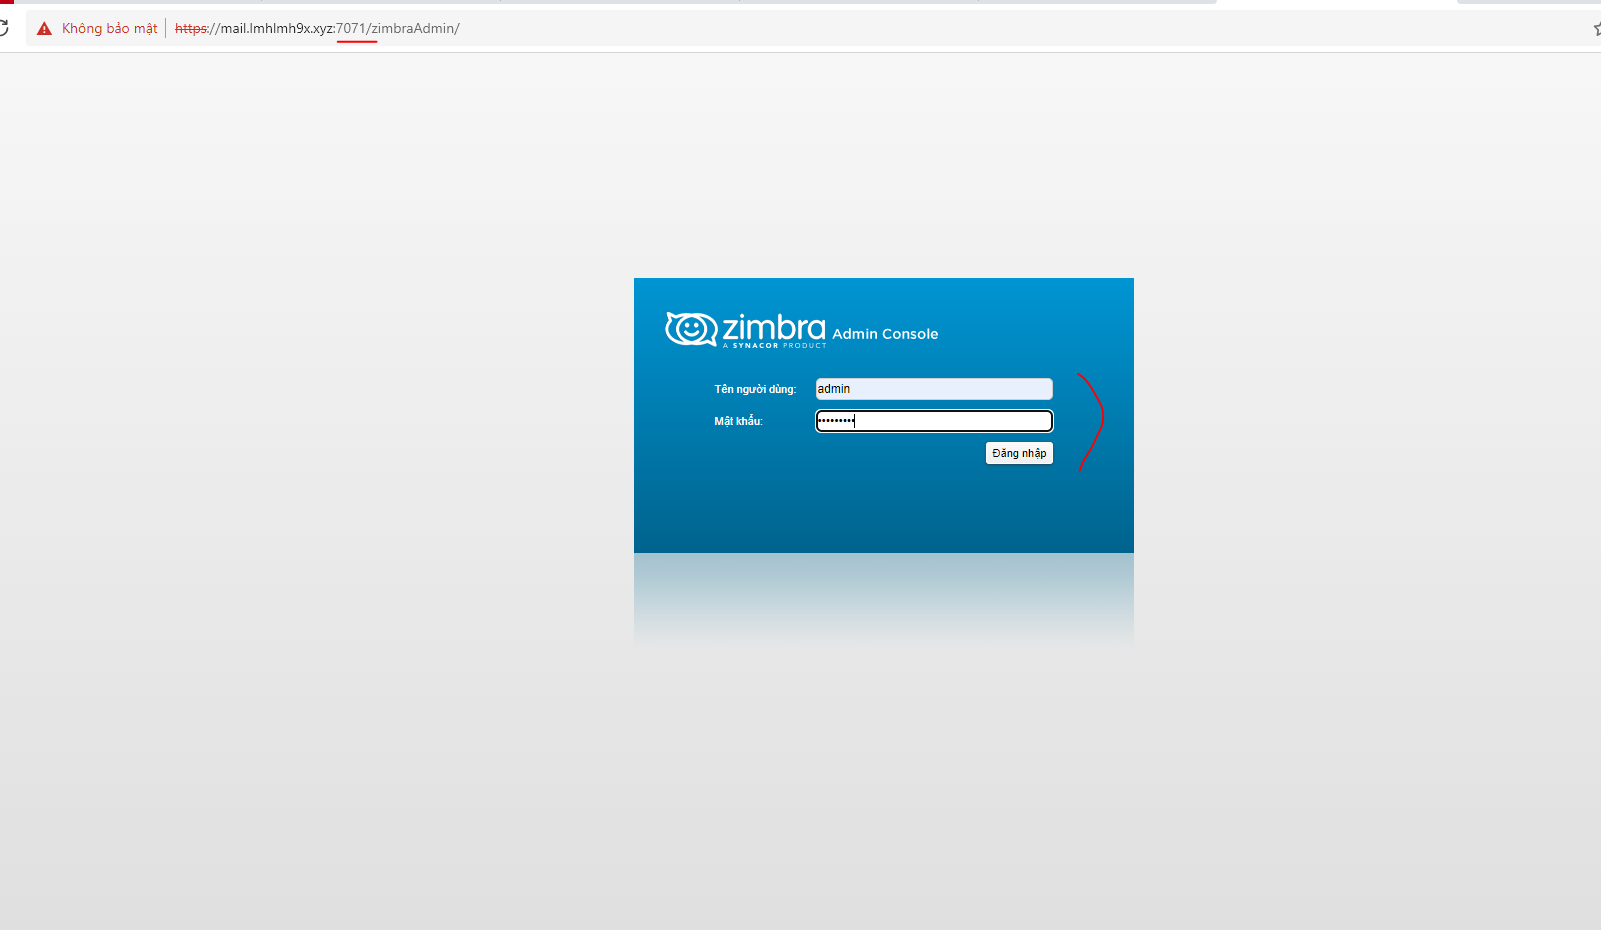 Không bảo mật https://mail.lmhlmh9x.xyz:7071/zimbraAdmin/
zimbra Admin Console
A SYNACOR PRODUCT
Tên người dùng: admin
Mật khẩu: •••••••••
Đăng nhập